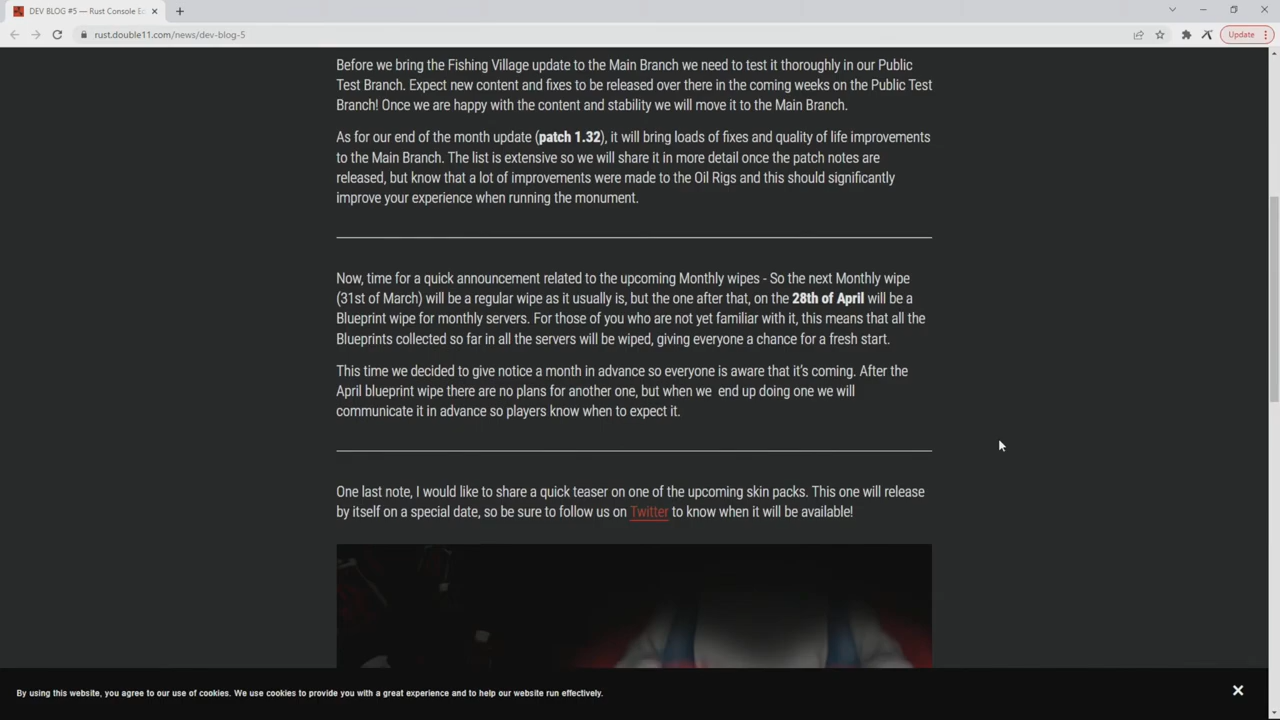 DEV BLOG #5 — Rust Console Ed
rust.double11.com/news/dev-blog-5
Update
Before we bring the Fishing Village update to the Main Branch we need to test it thoroughly in our Public
Test Branch. Expect new content and fixes to be released over there in the coming weeks on the Public Test
Branch! Once we are happy with the content and stability we will move it to the Main Branch.
As for our end of the month update (patch 1.32), it will bring loads of fixes and quality of life improvements
to the Main Branch. The list is extensive so we will share it in more detail once the patch notes are
released, but know that a lot of improvements were made to the Oil Rigs and this should significantly
improve your experience when running the monument.
Now, time for a quick announcement related to the upcoming Monthly wipes - So the next Monthly wipe
(31st of March) will be a regular wipe as it usually is, but the one after that, on the 28th of April will be a
Blueprint wipe for monthly servers. For those of you who are not yet familiar with it, this means that all the
Blueprints collected so far in all the servers will be wiped, giving everyone a chance for a fresh start.
This time we decided to give notice a month in advance so everyone is aware that it's coming. After the
April blueprint wipe there are no plans for another one, but when we end up doing one we will
communicate it in advance so players know when to expect it.
One last note, I would like to share a quick teaser on one of the upcoming skin packs. This one will release
by itself on a special date, so be sure to follow us on Twitter to know when it will be available!
By using this website, you agree to our use of cookies. We use cookies to provide you with a great experience and to help our website run effectively.